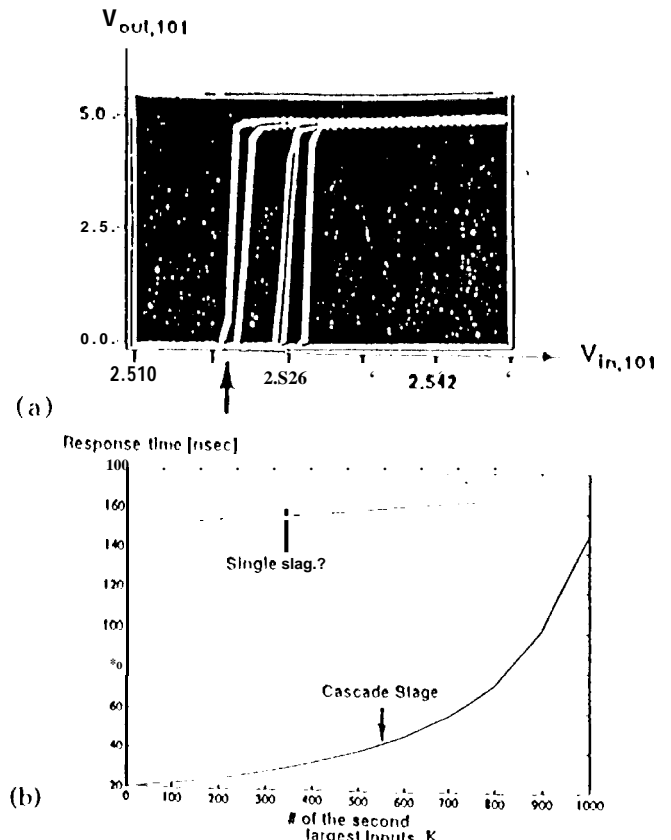 Vout,101
5.0
2.5
0.0
2.510 2.S26 2.542
Vin,101
(a)
Response time [nsec]
100
160
Single slag.?
140
120
100
*o
Cascade Stage
60
40
20
(b)
0 100 200 300 400 500 600 700 800 900 1000
# of the second
largest Inputs, K